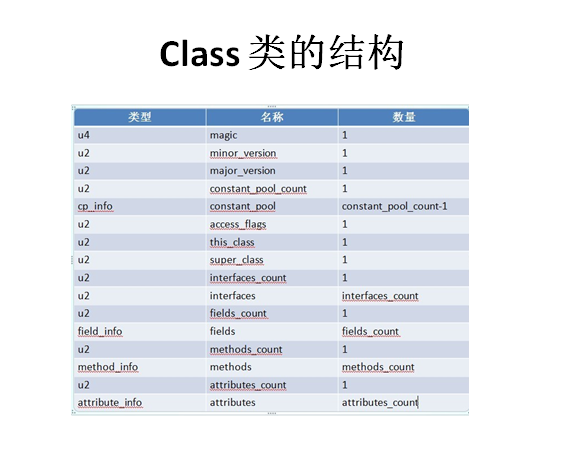 Class 类的结构
类型 名称 数量
u4 magic 1
u2 minor_version 1
u2 major_version 1
u2 constant_pool_count 1
cp_info constant_pool constant_pool_count-1
u2 access_flags 1
u2 this_class 1
u2 super_class 1
u2 interfaces_count 1
u2 interfaces interfaces_count
u2 fields_count 1
field_info fields fields_count
u2 methods_count 1
method_info methods methods_count
u2 attributes_count 1
attribute_info attributes attributes_count